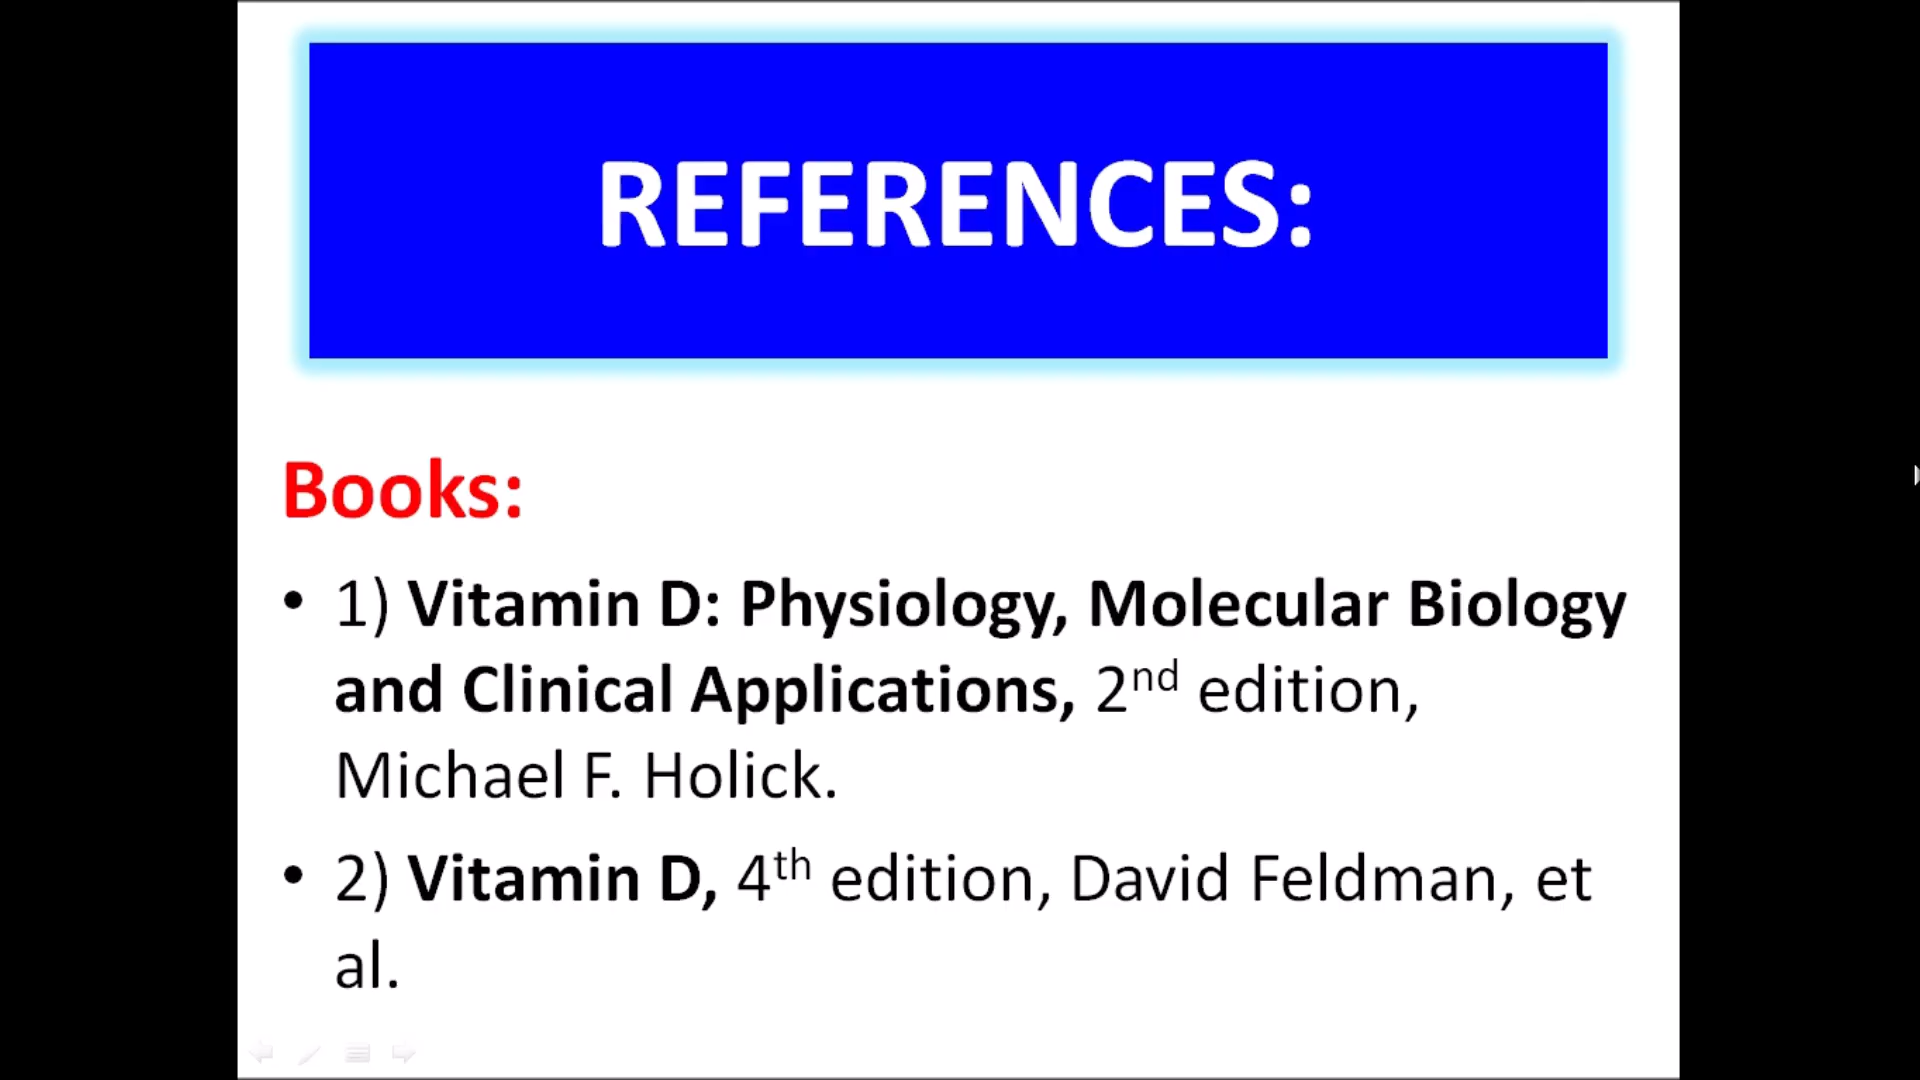 REFERENCES:
Books:
• 1) Vitamin D: Physiology, Molecular Biology
and Clinical Applications, 2nd edition,
Michael F. Holick.
• 2) Vitamin D, 4th edition, David Feldman, et
al.